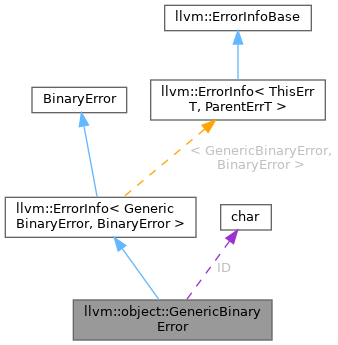 llvm::ErrorInfoBase
BinaryError
llvm::ErrorInfo< ThisErr
T, ParentErrT >
< GenericBinaryError,
BinaryError >
llvm::ErrorInfo< Generic
BinaryError, BinaryError >
char
ID
llvm::object::GenericBinary
Error